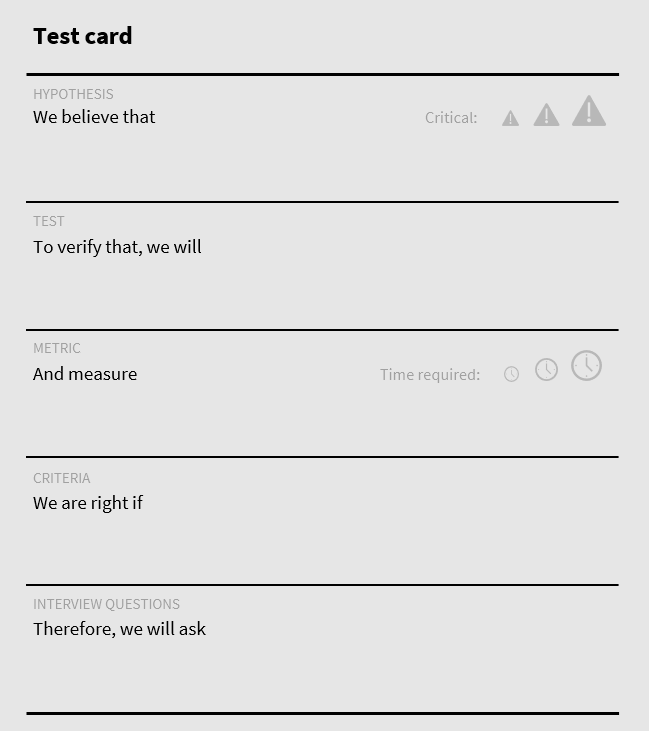 Test card
HYPOTHESIS
We believe that
Critical:
TEST
To verify that, we will
METRIC
And measure
Time required:
CRITERIA
We are right if
INTERVIEW QUESTIONS
Therefore, we will ask